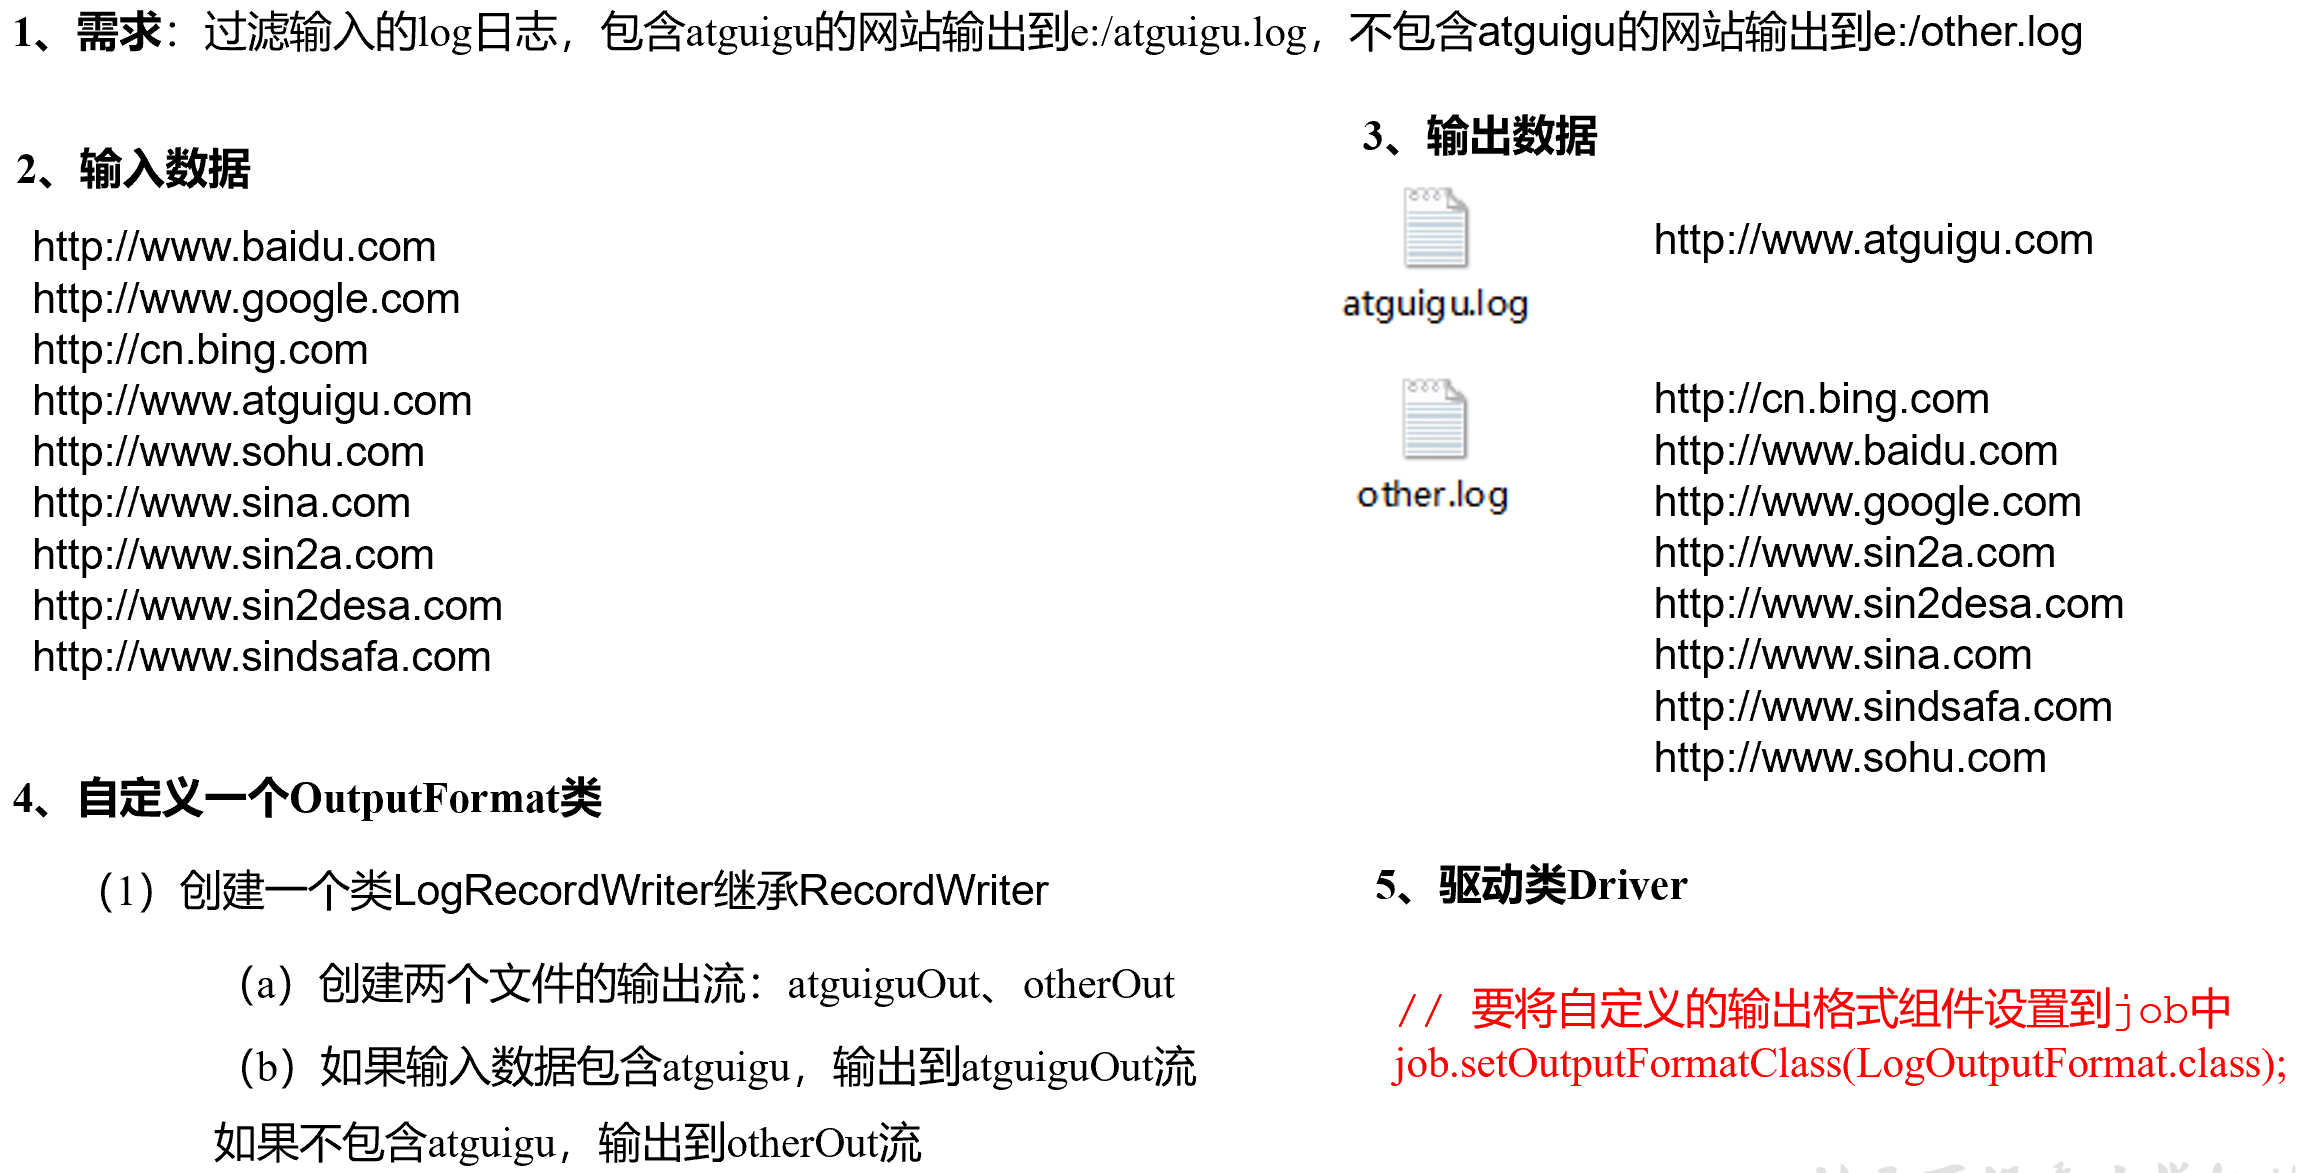 1、需求：过滤输入的log日志，包含atguigu的网站输出到e:/atguigu.log，不包含atguigu的网站输出到e:/other.log
2、输入数据
http://www.baidu.com
http://www.google.com
http://cn.bing.com
http://www.atguigu.com
http://www.sohu.com
http://www.sina.com
http://www.sin2a.com
http://www.sin2desa.com
http://www.sindsafa.com
3、输出数据
atguigu.log
http://www.atguigu.com
other.log
http://cn.bing.com
http://www.baidu.com
http://www.google.com
http://www.sin2a.com
http://www.sin2desa.com
http://www.sina.com
http://www.sindsafa.com
http://www.sohu.com
4、自定义一个OutputFormat类
（1）创建一个类LogRecordWriter继承RecordWriter
（a）创建两个文件的输出流：atguiguOut、otherOut
（b）如果输入数据包含atguigu，输出到atguiguOut流
如果不包含atguigu，输出到otherOut流
5、驱动类Driver
// 要将自定义的输出格式组件设置到job中
job.setOutputFormatClass(LogOutputFormat.class);